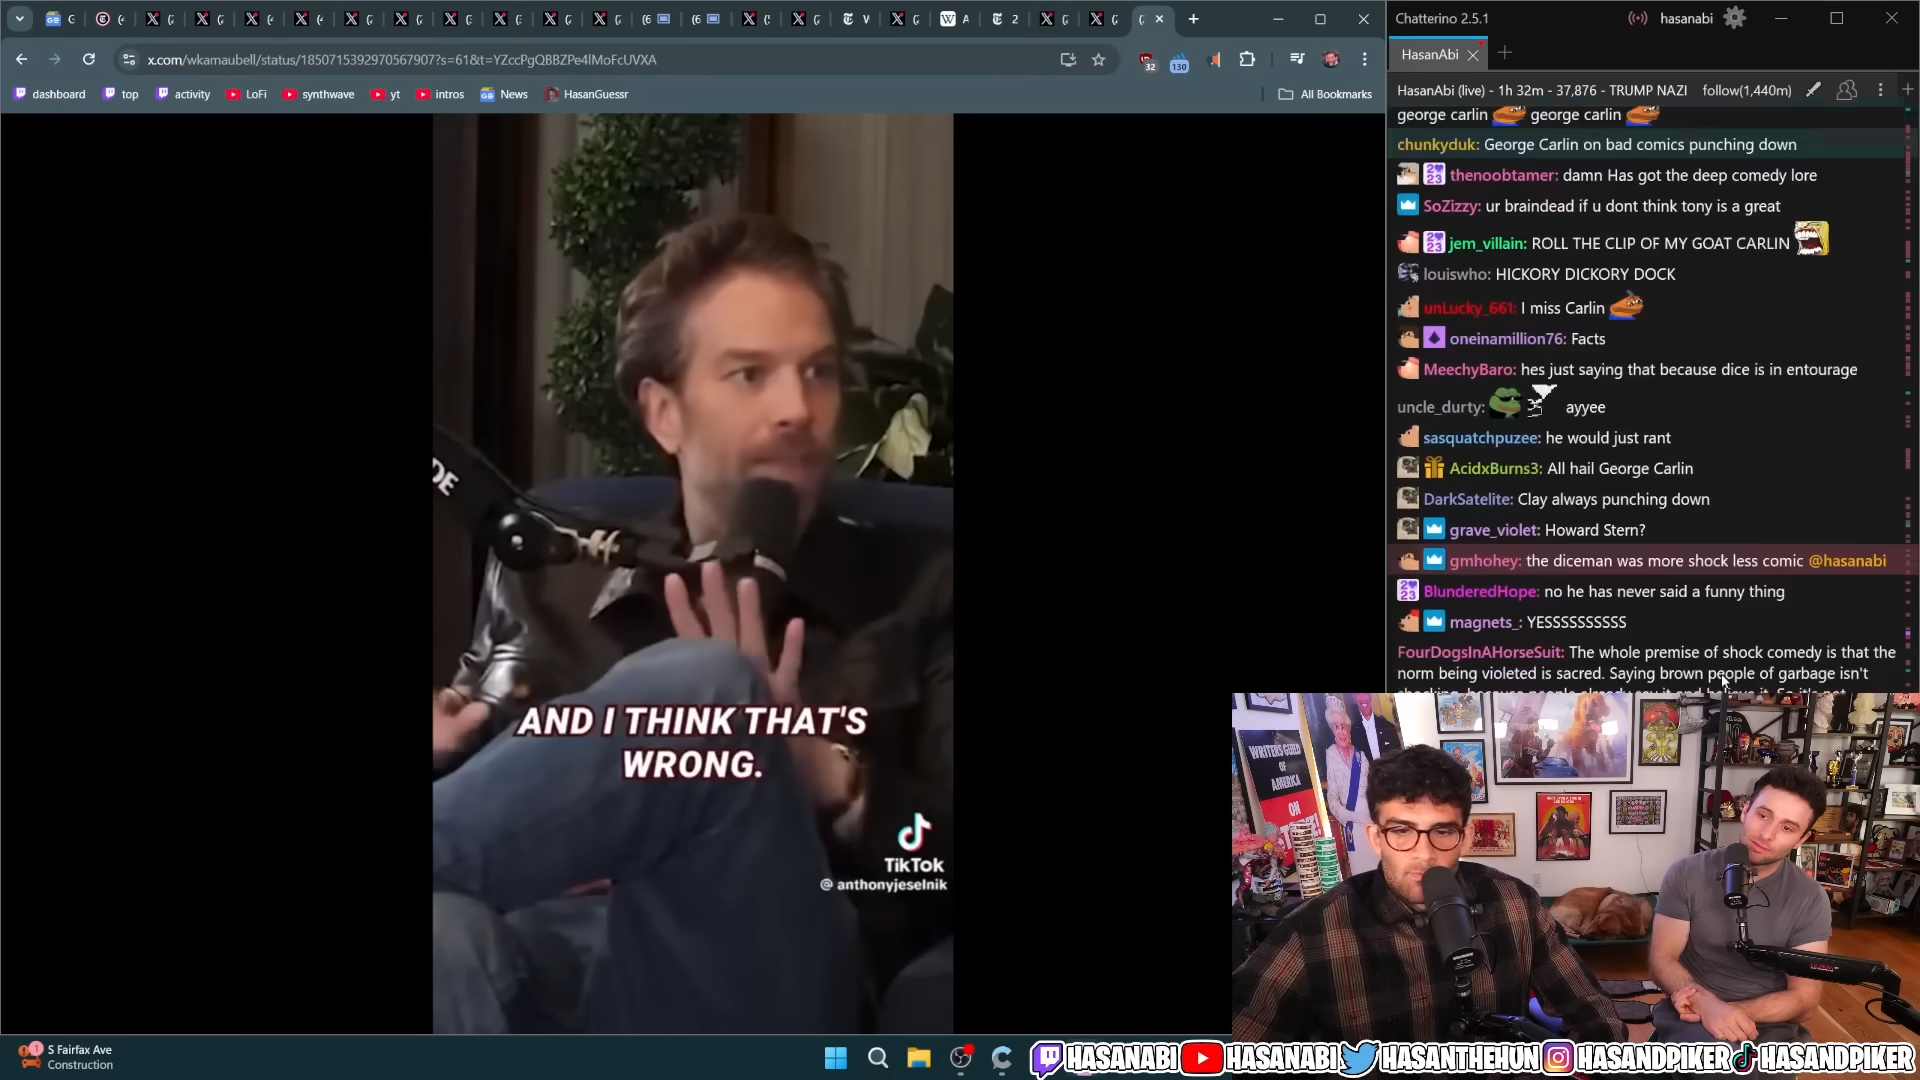 x.com/wkamaubell/status/1850715392970567907?s=61&t=YZccPgQBBZPe4lMoFcUVXA
32
130
dashboard
top
activity
LoFi
synthwave
yt
intros
News
HasanGuessr
All Bookmarks
AND I THINK THAT'S
WRONG.
TikTok
@ anthonyjeselnik
Chatterino 2.5.1
hasanabi
HasanAbi
HasanAbi (live) - 1h 32m - 37,876 - TRUMP NAZI
follow(1,440m)
george carlin george carlin
chunkyduk: George Carlin on bad comics punching down
thenoobtamer: damn Has got the deep comedy lore
SoZizzy: ur braindead if u dont think tony is a great
jem_villain: ROLL THE CLIP OF MY GOAT CARLIN
louiswho: HICKORY DICKORY DOCK
unLucky_661: I miss Carlin
oneinamillion76: Facts
MeechyBaro: hes just saying that because dice is in entourage
uncle_durty: ayyee
sasquatchpuzee: he would just rant
AcidxBurns3: All hail George Carlin
DarkSatelite: Clay always punching down
grave_violet: Howard Stern?
gmhohey: the diceman was more shock less comic @hasanabi
BlunderedHope: no he has never said a funny thing
magnets_: YESSSSSSSSSS
FourDogsInAHorseSuit: The whole premise of shock comedy is that the
norm being violated is sacred. Saying brown people of garbage isn't
WRITERS GUILD
OF
AMERICA
ON
1
S Fairfax Ave
Construction
HASANABI
HASANABI
HASANTHEHUN
HASANDPIKER
HASANDPIKER